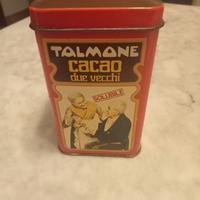 TALMONE
cacao
due vecchi
SOLUBILE